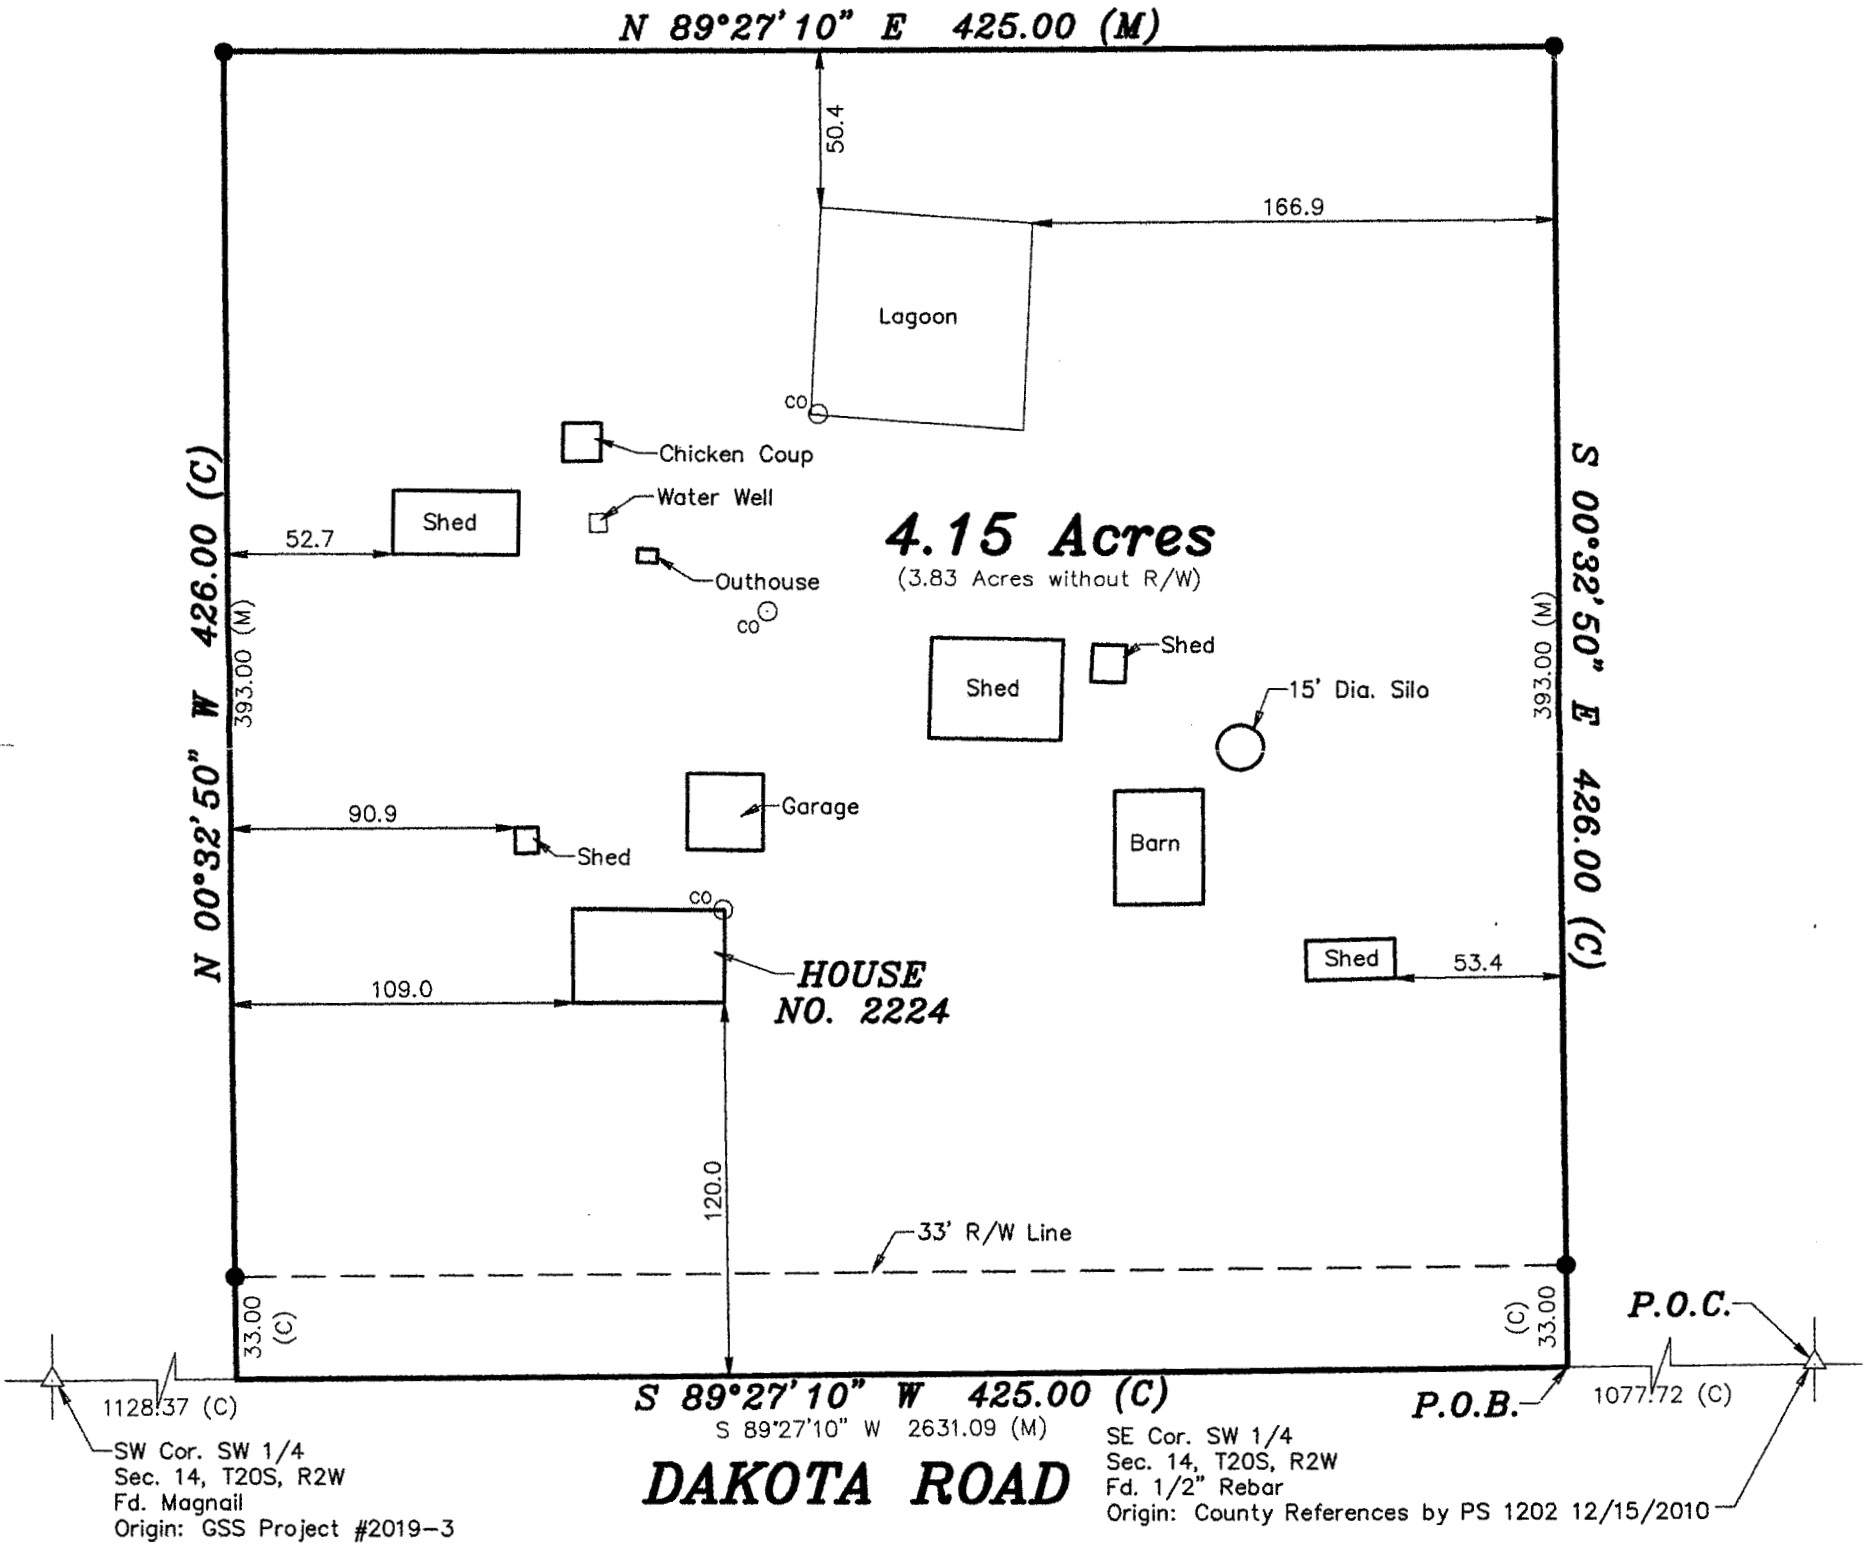 N 89°27'10" E 425.00 (M)
50.4
166.9
Lagoon
CO
Chicken Coup
Water Well
Shed
52.7
Outhouse
CO
4.15 Acres
(3.83 Acres without R/W)
N 00°32'50" W 426.00 (C)
393.00 (M)
S 00°32'50" E 426.00 (C)
393.00 (M)
Shed
Shed
15' Dia. Silo
Garage
90.9
Shed
Barn
CO
HOUSE
NO. 2224
109.0
Shed
53.4
120.0
33' R/W Line
33.00
(C)
33.00
(C)
P.O.C.
P.O.B.
1128.37 (C)
1077.72 (C)
S 89°27'10" W 425.00 (C)
S 89°27'10" W 2631.09 (M)
DAKOTA ROAD
SW Cor. SW 1/4
Sec. 14, T20S, R2W
Fd. Magnail
Origin: GSS Project #2019-3
SE Cor. SW 1/4
Sec. 14, T20S, R2W
Fd. 1/2" Rebar
Origin: County References by PS 1202 12/15/2010